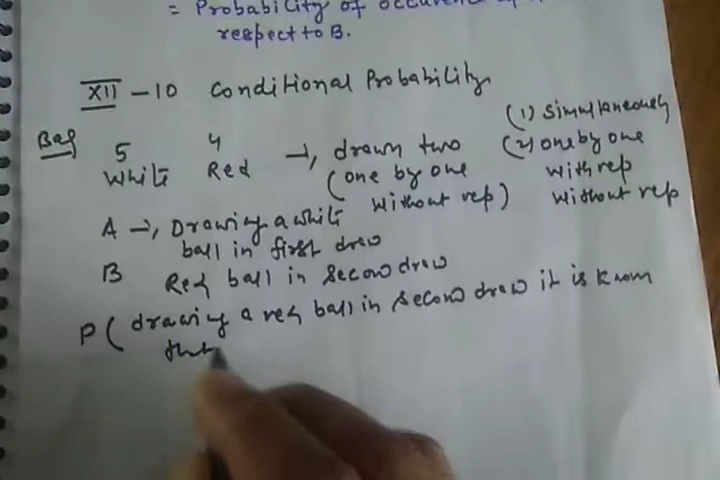 = Probability of occurence
respect to B.
XII - 10 Conditional Probability
(1) simultaneously
Bag 5 4 →, drawn two (2) one by one
White Red (one by one with rep
without rep) without rep
A →, Drawing a white
ball in first draw
B Red ball in second draw
P( drawing a red ball in second draw it is known
that